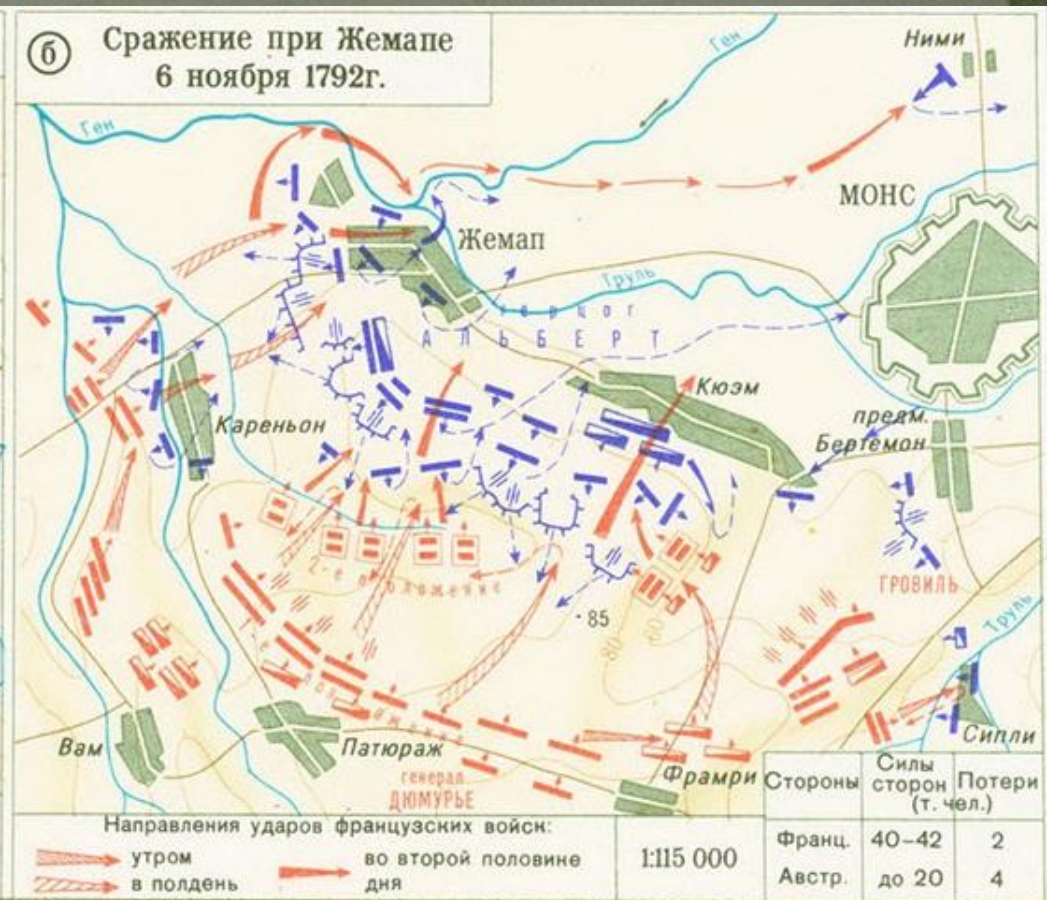 б
Сражение при Жемапе
6 ноября 1792г.
Ген
Ген
Ними
МОНС
Жемап
Труль
герцог
АЛЬБЕРТ
Кюэм
Кареньон
предм.
Бертемон
2-е положение
ГРОВИЛЬ
85
80
60
Труль
Сипли
Вам
Патюраж
генерал
ДЮМУРЬЕ
Фрамри
Направления ударов французских войск:
утром
в полдень
во второй половине
дня
1:115 000
Стороны Силы сторон (т. чел.) Потери
Франц. 40–42 2
Австр. до 20 4